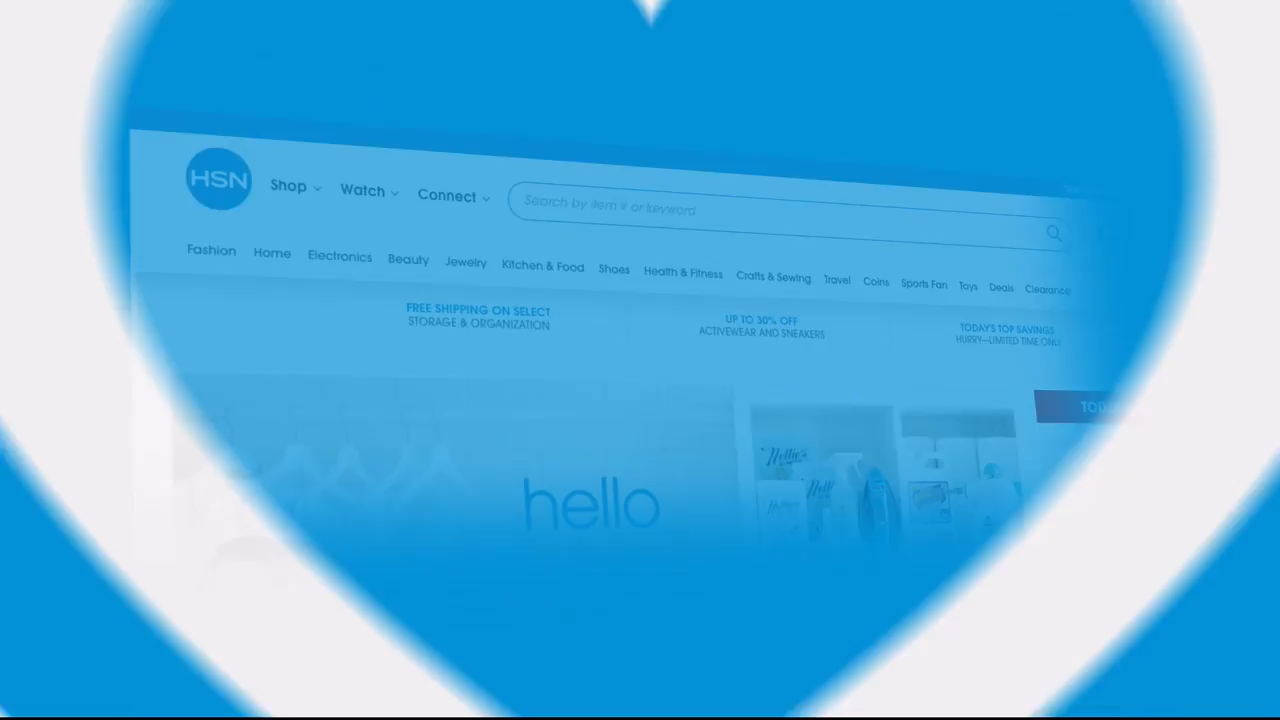 HSN Shop Watch Connect Search by item # or keyword
Fashion Home Electronics Beauty Jewelry Kitchen & Food Shoes Health & Fitness Crafts & Sewing Travel Coins Sports Fan Toys Deals Clearance
FREE SHIPPING ON SELECT
STORAGE & ORGANIZATION
UP TO 30% OFF
ACTIVEWEAR AND SNEAKERS
TODAY'S TOP SAVINGS
HURRY—LIMITED TIME ONLY
hello
Nellie's